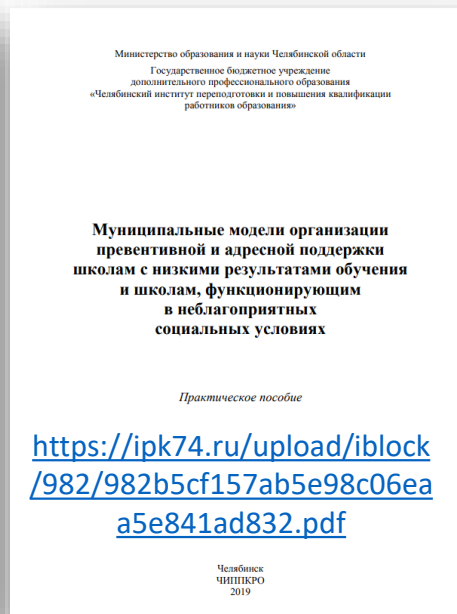 Министерство образования и науки Челябинской области
Государственное бюджетное учреждение
дополнительного профессионального образования
«Челябинский институт переподготовки и повышения квалификации
работников образования»
Муниципальные модели организации
превентивной и адресной поддержки
школам с низкими результатами обучения
и школам, функционирующим
в неблагоприятных
социальных условиях
Практическое пособие
https://ipk74.ru/upload/iblock
/982/982b5cf157ab5e98c06ea
a5e841ad832.pdf
Челябинск
ЧИППКРО
2019